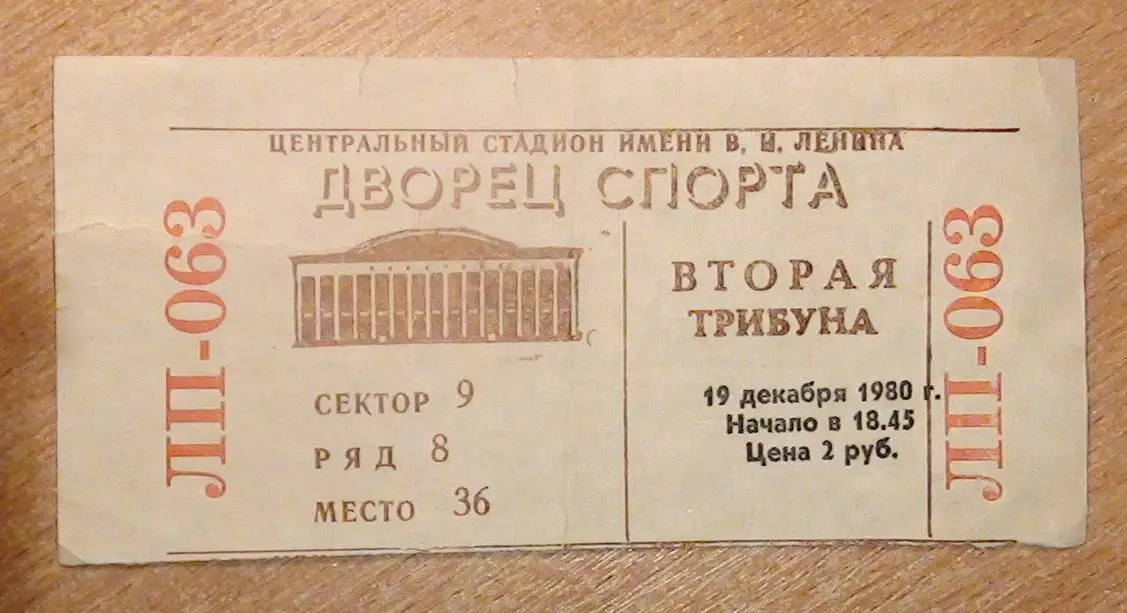 ЦЕНТРАЛЬНЫЙ СТАДИОН ИМЕНИ В. И. ЛЕНИНА
ДВОРЕЦ СПОРТА
ЛП-063
СЕКТОР 9
РЯД 8
МЕСТО 36
ВТОРАЯ
ТРИБУНА
19 декабря 1980 г.
Начало в 18.45
Цена 2 руб.
ЛП-063